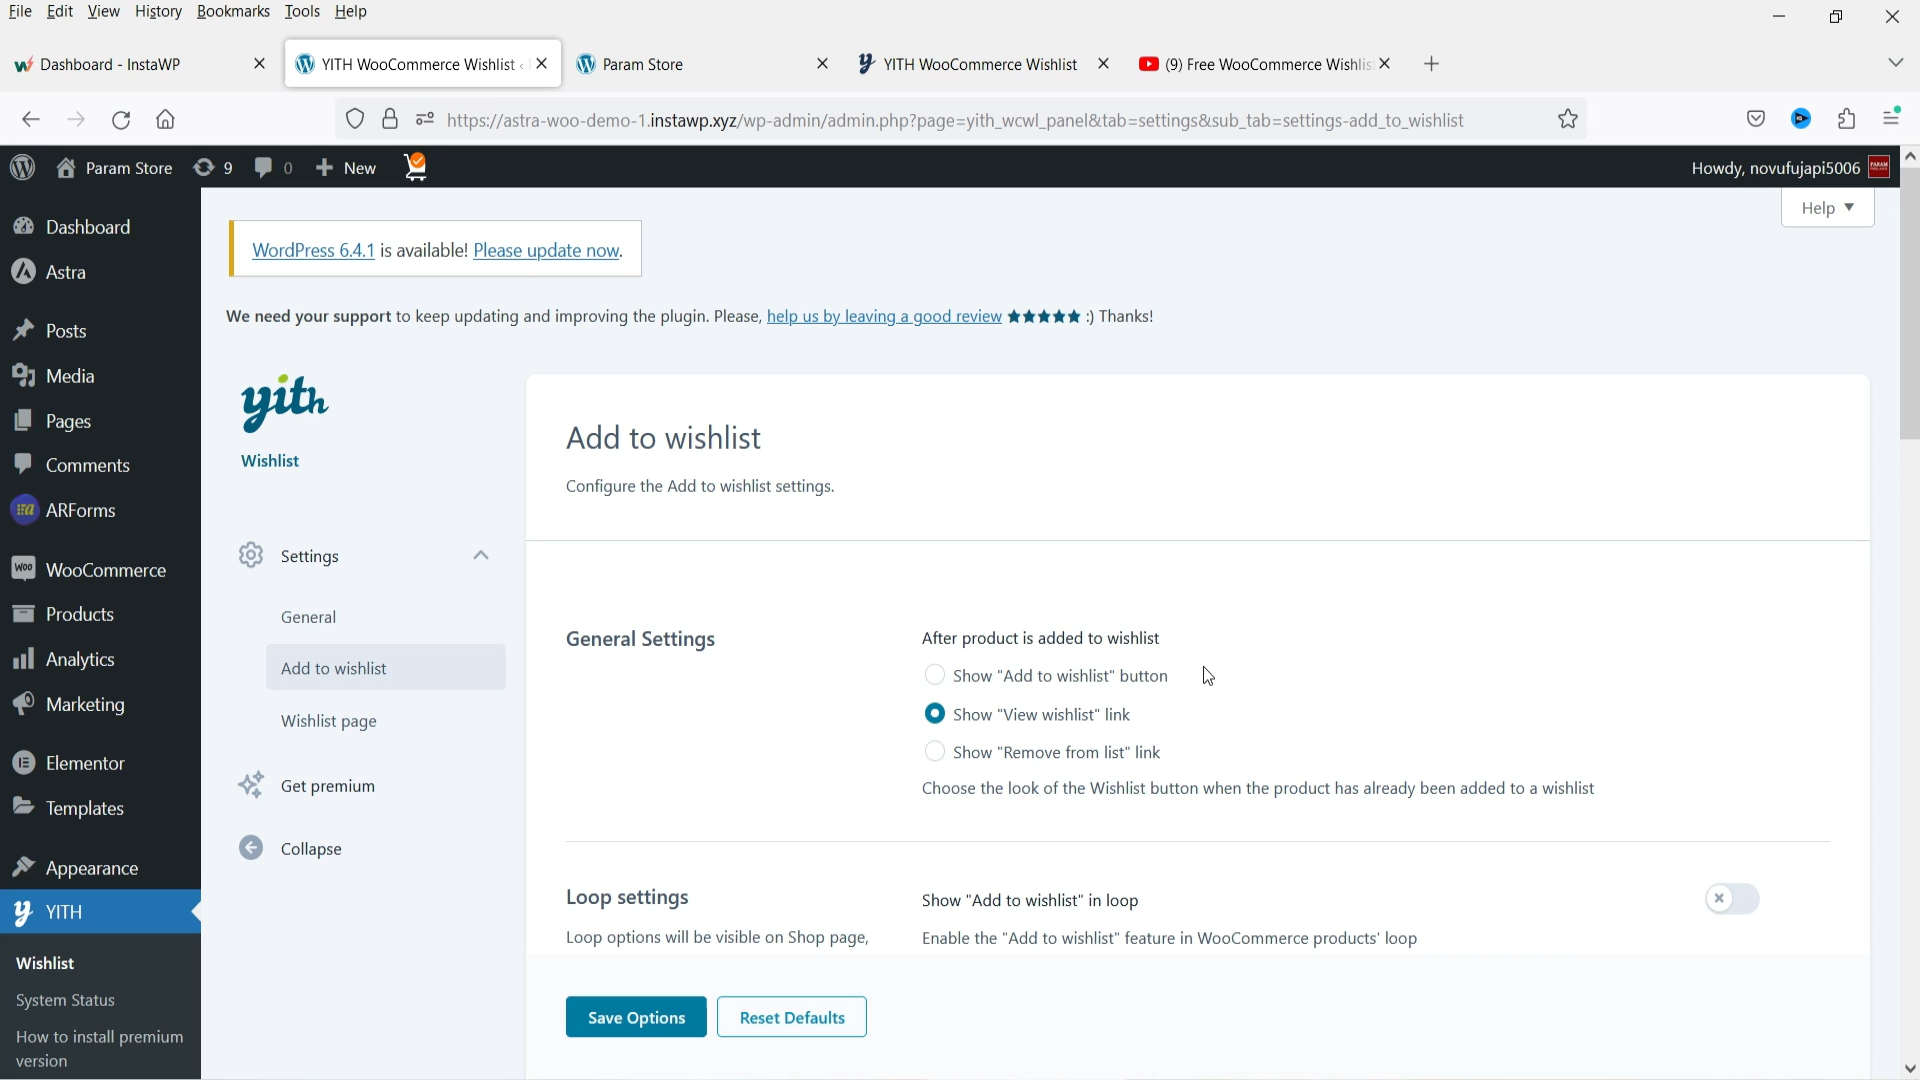 File Edit View History Bookmarks Tools Help
Dashboard - InstaWP
YITH WooCommerce Wishlist ‹
Param Store
YITH WooCommerce Wishlist
(9) Free WooCommerce Wishlis
https://astra-woo-demo-1.instawp.xyz/wp-admin/admin.php?page=yith_wcwl_panel&tab=settings&sub_tab=settings-add_to_wishlist
Param Store 9 0 New
Howdy, novufujapi5006
Help
Dashboard
Astra
Posts
Media
Pages
Comments
ARForms
WooCommerce
Products
Analytics
Marketing
Elementor
Templates
Appearance
YITH
Wishlist
System Status
How to install premium
version
WordPress 6.4.1 is available! Please update now.
We need your support to keep updating and improving the plugin. Please, help us by leaving a good review ★★★★★ :) Thanks!
yith
Wishlist
Settings
General
Add to wishlist
Wishlist page
Get premium
Collapse
Add to wishlist
Configure the Add to wishlist settings.
General Settings
After product is added to wishlist
Show "Add to wishlist" button
Show "View wishlist" link
Show "Remove from list" link
Choose the look of the Wishlist button when the product has already been added to a wishlist
Loop settings
Loop options will be visible on Shop page,
Show "Add to wishlist" in loop
Enable the "Add to wishlist" feature in WooCommerce products' loop
Save Options
Reset Defaults